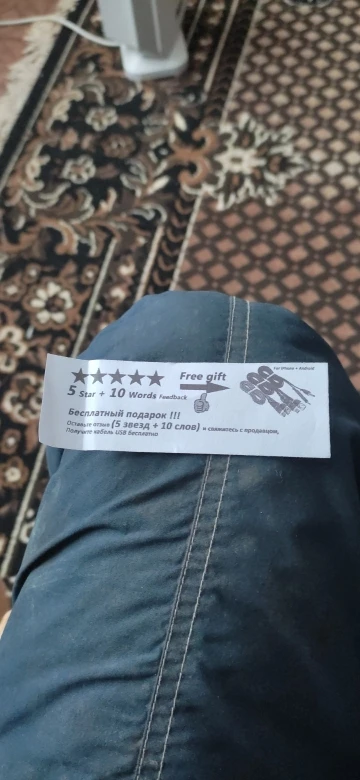 ★★★★★ Free gift
For iPhone + Android
5 Star + 10 Words Feedback
Бесплатный подарок !!!
Оставьте отзыв (5 звезд + 10 слов) и свяжитесь с продавцом,
Получите кабель USB бесплатно